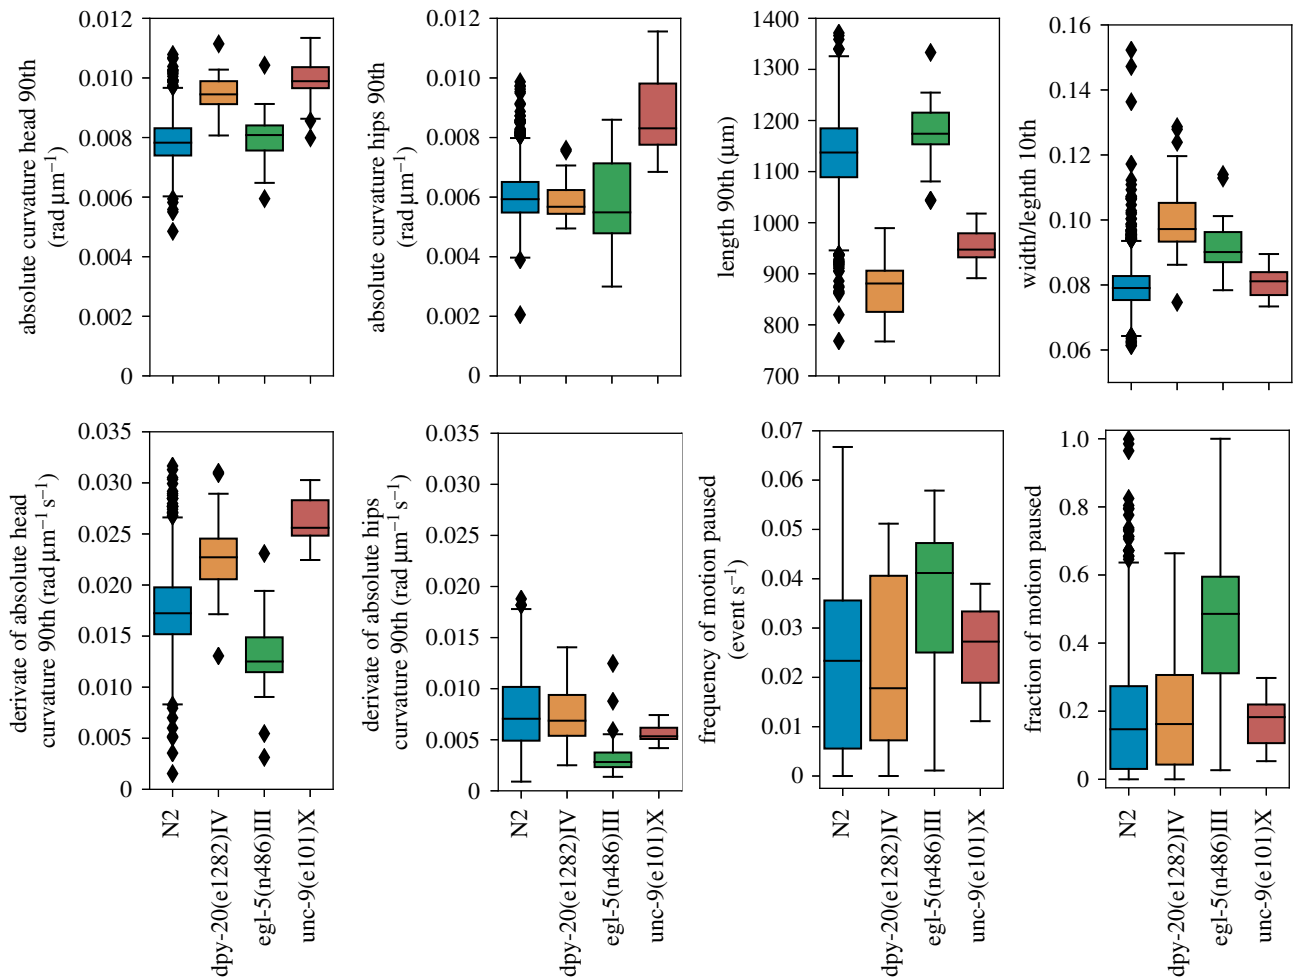 absolute curvature head 90th
(rad μm⁻¹)
0.012
0.010
0.008
0.006
0.004
0.002
0
absolute curvature hips 90th
(rad μm⁻¹)
0.012
0.010
0.008
0.006
0.004
0.002
0
length 90th (μm)
1400
1300
1200
1100
1000
900
800
700
width/leghth 10th
0.16
0.14
0.12
0.10
0.08
0.06
derivate of absolute head
curvature 90th (rad μm⁻¹ s⁻¹)
0.035
0.030
0.025
0.020
0.015
0.010
0.005
0
N2
dpy-20(e1282)IV
egl-5(n486)III
unc-9(e101)X
derivate of absolute hips
curvature 90th (rad μm⁻¹ s⁻¹)
0.035
0.030
0.025
0.020
0.015
0.010
0.005
0
N2
dpy-20(e1282)IV
egl-5(n486)III
unc-9(e101)X
frequency of motion paused
(event s⁻¹)
0.07
0.06
0.05
0.04
0.03
0.02
0.01
0
N2
dpy-20(e1282)IV
egl-5(n486)III
unc-9(e101)X
fraction of motion paused
1.0
0.8
0.6
0.4
0.2
0
N2
dpy-20(e1282)IV
egl-5(n486)III
unc-9(e101)X